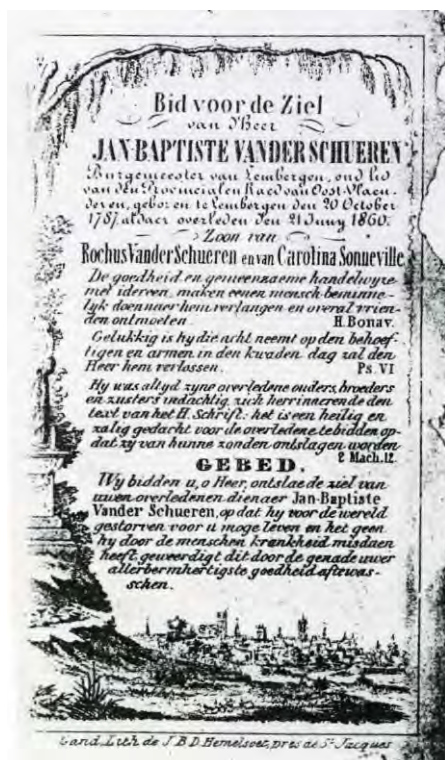 Bid voor de Ziel
van d'Heer
JAN-BAPTISTE VANDER SCHUEREN
Burgemeester van Lembergen, oud lid
van den Provincialen Raed van Oost-Vlaen-
deren, geboren te Lembergen den 20 October
1787, aldaer overleden den 21 Juny 1860.
Zoon van
Rochus Vander Schueren en van Carolina Sonneville
De goedheid en gemeenzaeme handelwyze
met idereen, maken eenen mensch beminne-
lyk doen naer hem verlangen en overal vrien-
den ontmoeten. H. Bonav.
Gelukkig is hy die acht neemt op den behoef-
tigen en armen in den kwaden dag zal den
Heer hem verlossen. Ps. VI
Hy was altyd zyne overledene ouders, broeders
en zusters indachtig, zich herrinnerende den
text van het H. Schrift: het is een heilig en
zalig gedacht voor de overledene te bidden op-
dat zy van hunne zonden ontslagen worden
2 Mach. 12.
GEBED.
Wy bidden u, o Heer, ontslae de ziel van
uwen overledenen dienaer Jan-Baptiste
Vander Schueren, op dat hy voor de wereld
gestorven voor u moge leven en het geen
hy door de menschen krankheid misdaen
heeft, geweerdigt dit door de genade uwer
allerbermhertigste goedheid afte was-
schen.
Gand, Lith de J.B.D. Hemelsoet, près de St Jacques